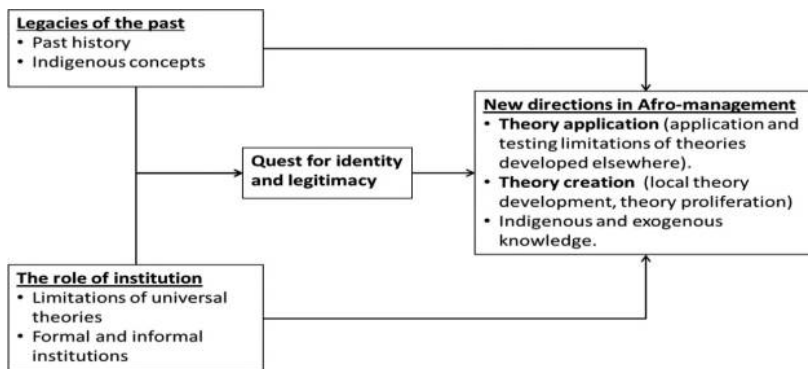 Legacies of the past
• Past history
• Indigenous concepts
Quest for identity
and legitimacy
New directions in Afro-management
• Theory application (application and
testing limitations of theories
developed elsewhere).
• Theory creation (local theory
development, theory proliferation)
• Indigenous and exogenous
knowledge.
The role of institution
• Limitations of universal
theories
• Formal and informal
institutions